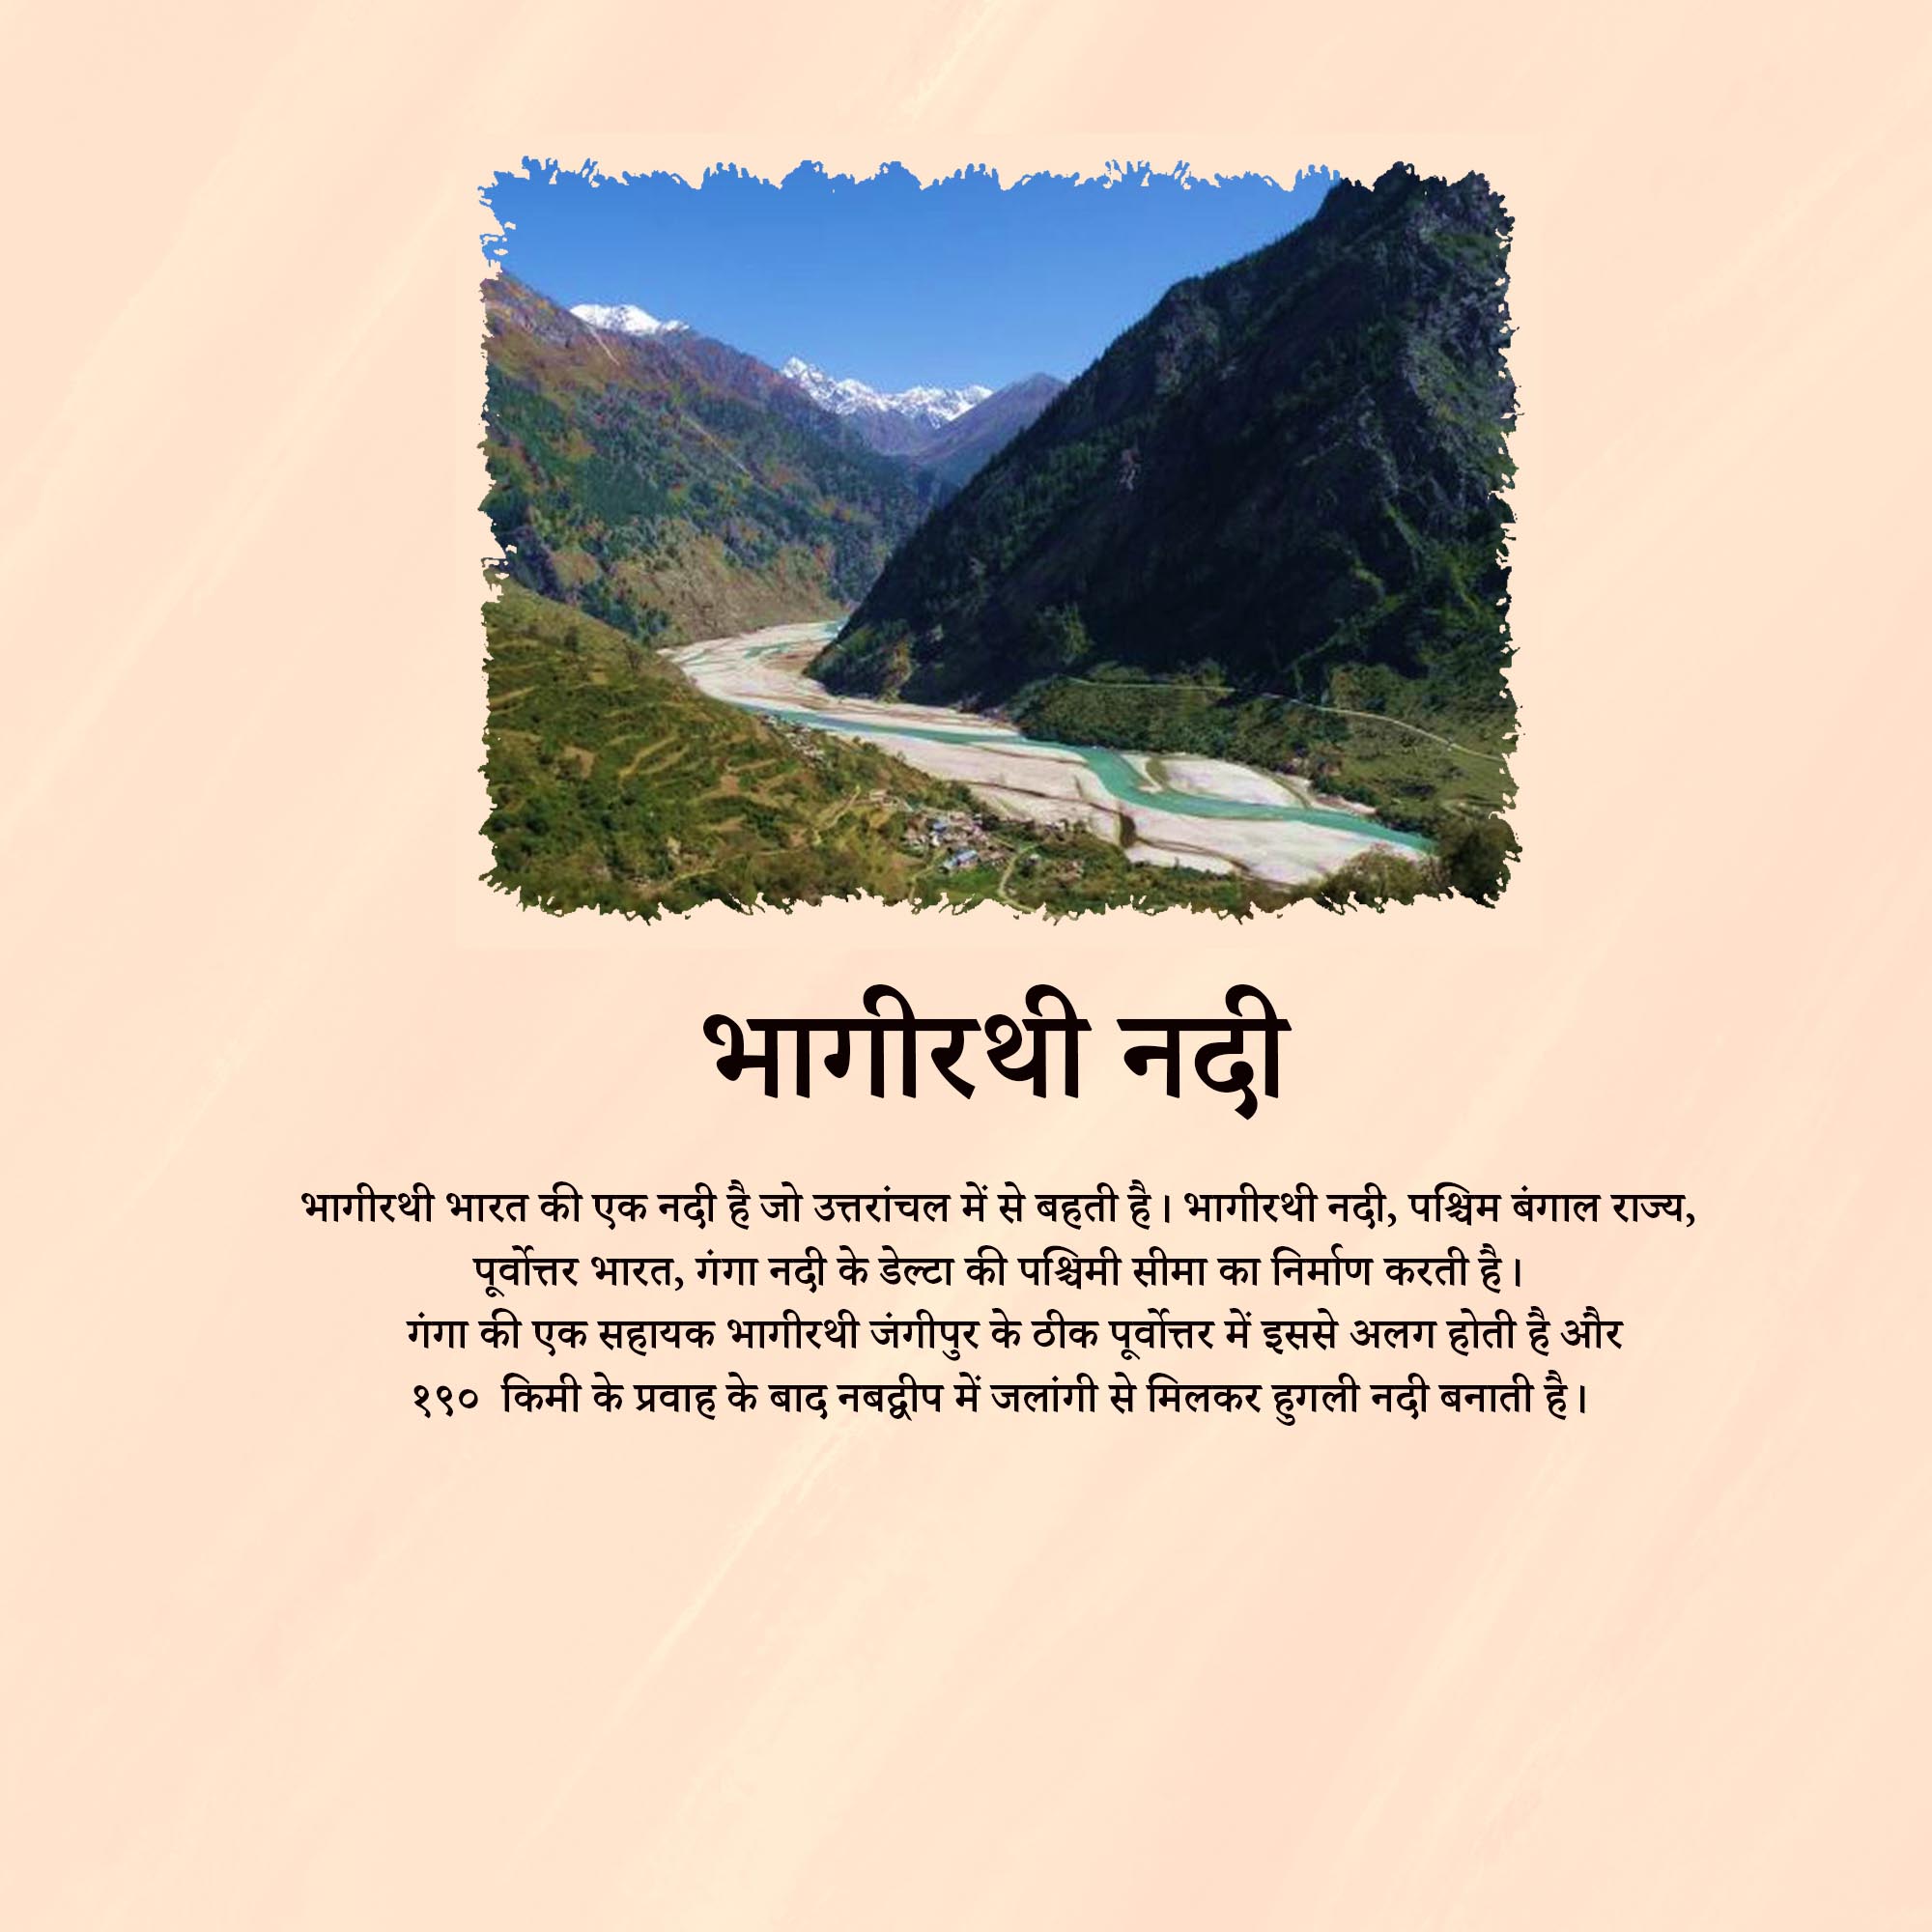 भागीरथी नदी
भागीरथी भारत की एक नदी है जो उत्तरांचल में से बहती है। भागीरथी नदी, पश्चिम बंगाल राज्य,
पूर्वोत्तर भारत, गंगा नदी के डेल्टा की पश्चिमी सीमा का निर्माण करती है।
गंगा की एक सहायक भागीरथी जंगीपुर के ठीक पूर्वोत्तर में इससे अलग होती है और
१९० किमी के प्रवाह के बाद नबद्वीप में जलांगी से मिलकर हुगली नदी बनाती है।